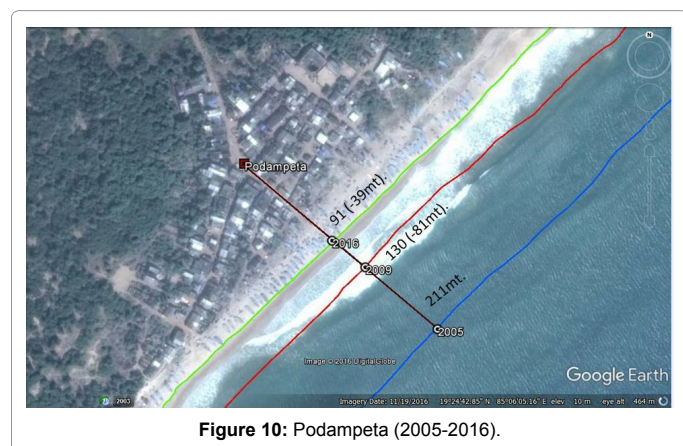 N
Podampeta
91 (-39mt).
2016
130 (-81mt).
2009
211mt.
2005
Image © 2016 DigitalGlobe
Google Earth
2003
Imagery Date: 11/19/2016 19°24'42.85" N 85°06'05.16" E elev 10 m eye alt 464 m
Figure 10: Podampeta (2005-2016).